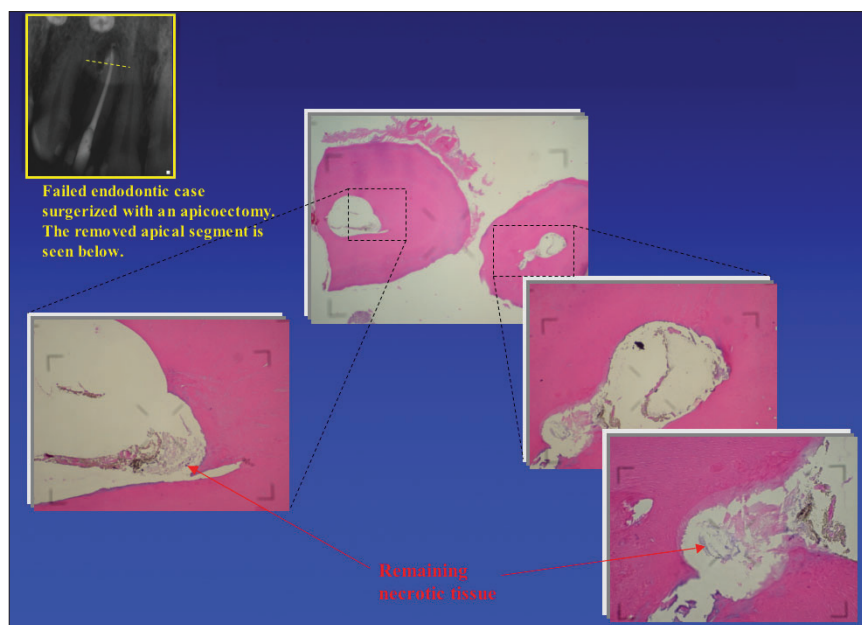 Failed endodontic case
surgerized with an apicoectomy.
The removed apical segment is
seen below.
Remaining
necrotic tissue